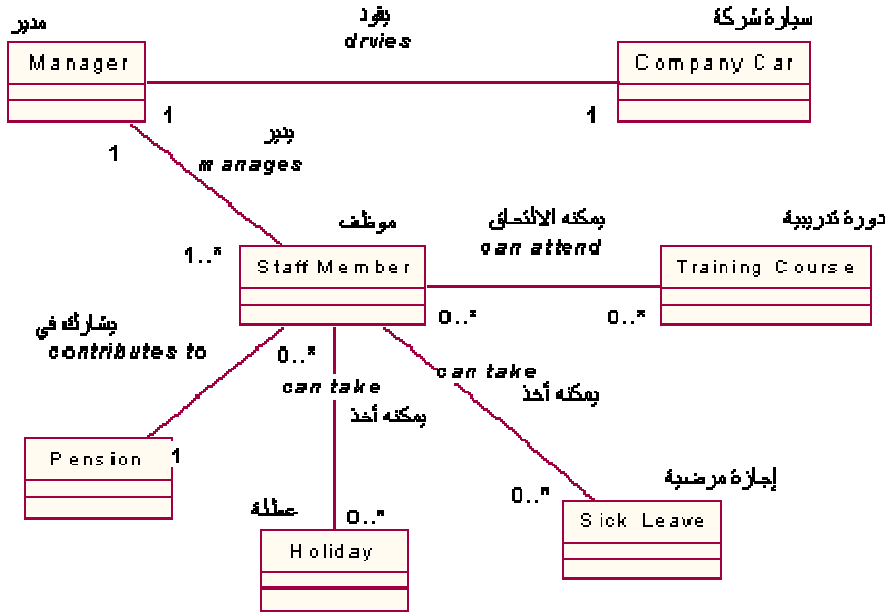 مدير
يقود
سيارة شركة
drvies
Manager
Company Car
1
1
1
يدير
manages
موظف
يمكنه الالتحاق
دورة تدريبية
1..*
can attend
Staff Member
Training Course
0..*
0..*
يشارك في
contributes to
0..*
can take
can take
يمكنه أخذ
يمكنه أخذ
Pension
1
إجازة مرضية
0..*
عطلة
0..*
Sick Leave
Holiday